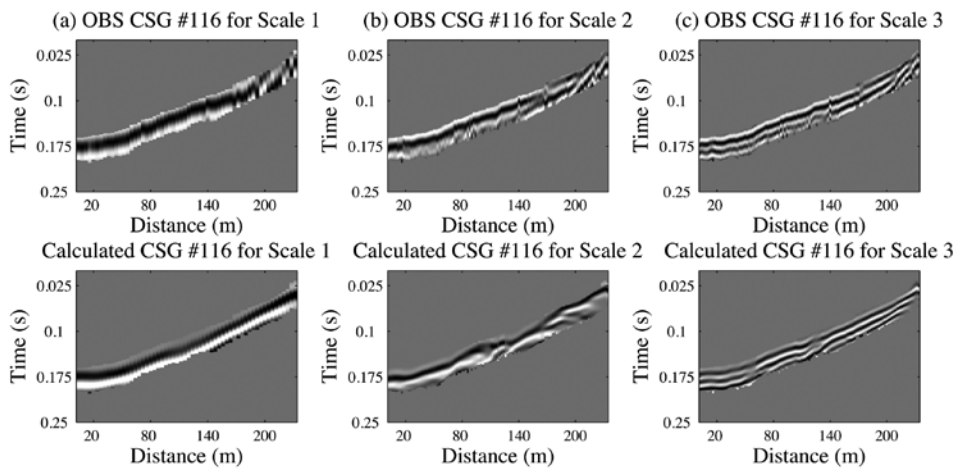 (a) OBS CSG #116 for Scale 1
(b) OBS CSG #116 for Scale 2
(c) OBS CSG #116 for Scale 3
Time (s)
0.025
0.1
0.175
0.25
20 80 140 200
Distance (m)
Time (s)
0.025
0.1
0.175
0.25
20 80 140 200
Distance (m)
Time (s)
0.025
0.1
0.175
0.25
20 80 140 200
Distance (m)
Calculated CSG #116 for Scale 1
Calculated CSG #116 for Scale 2
Calculated CSG #116 for Scale 3
Time (s)
0.025
0.1
0.175
0.25
20 80 140 200
Distance (m)
Time (s)
0.025
0.1
0.175
0.25
20 80 140 200
Distance (m)
Time (s)
0.025
0.1
0.175
0.25
20 80 140 200
Distance (m)